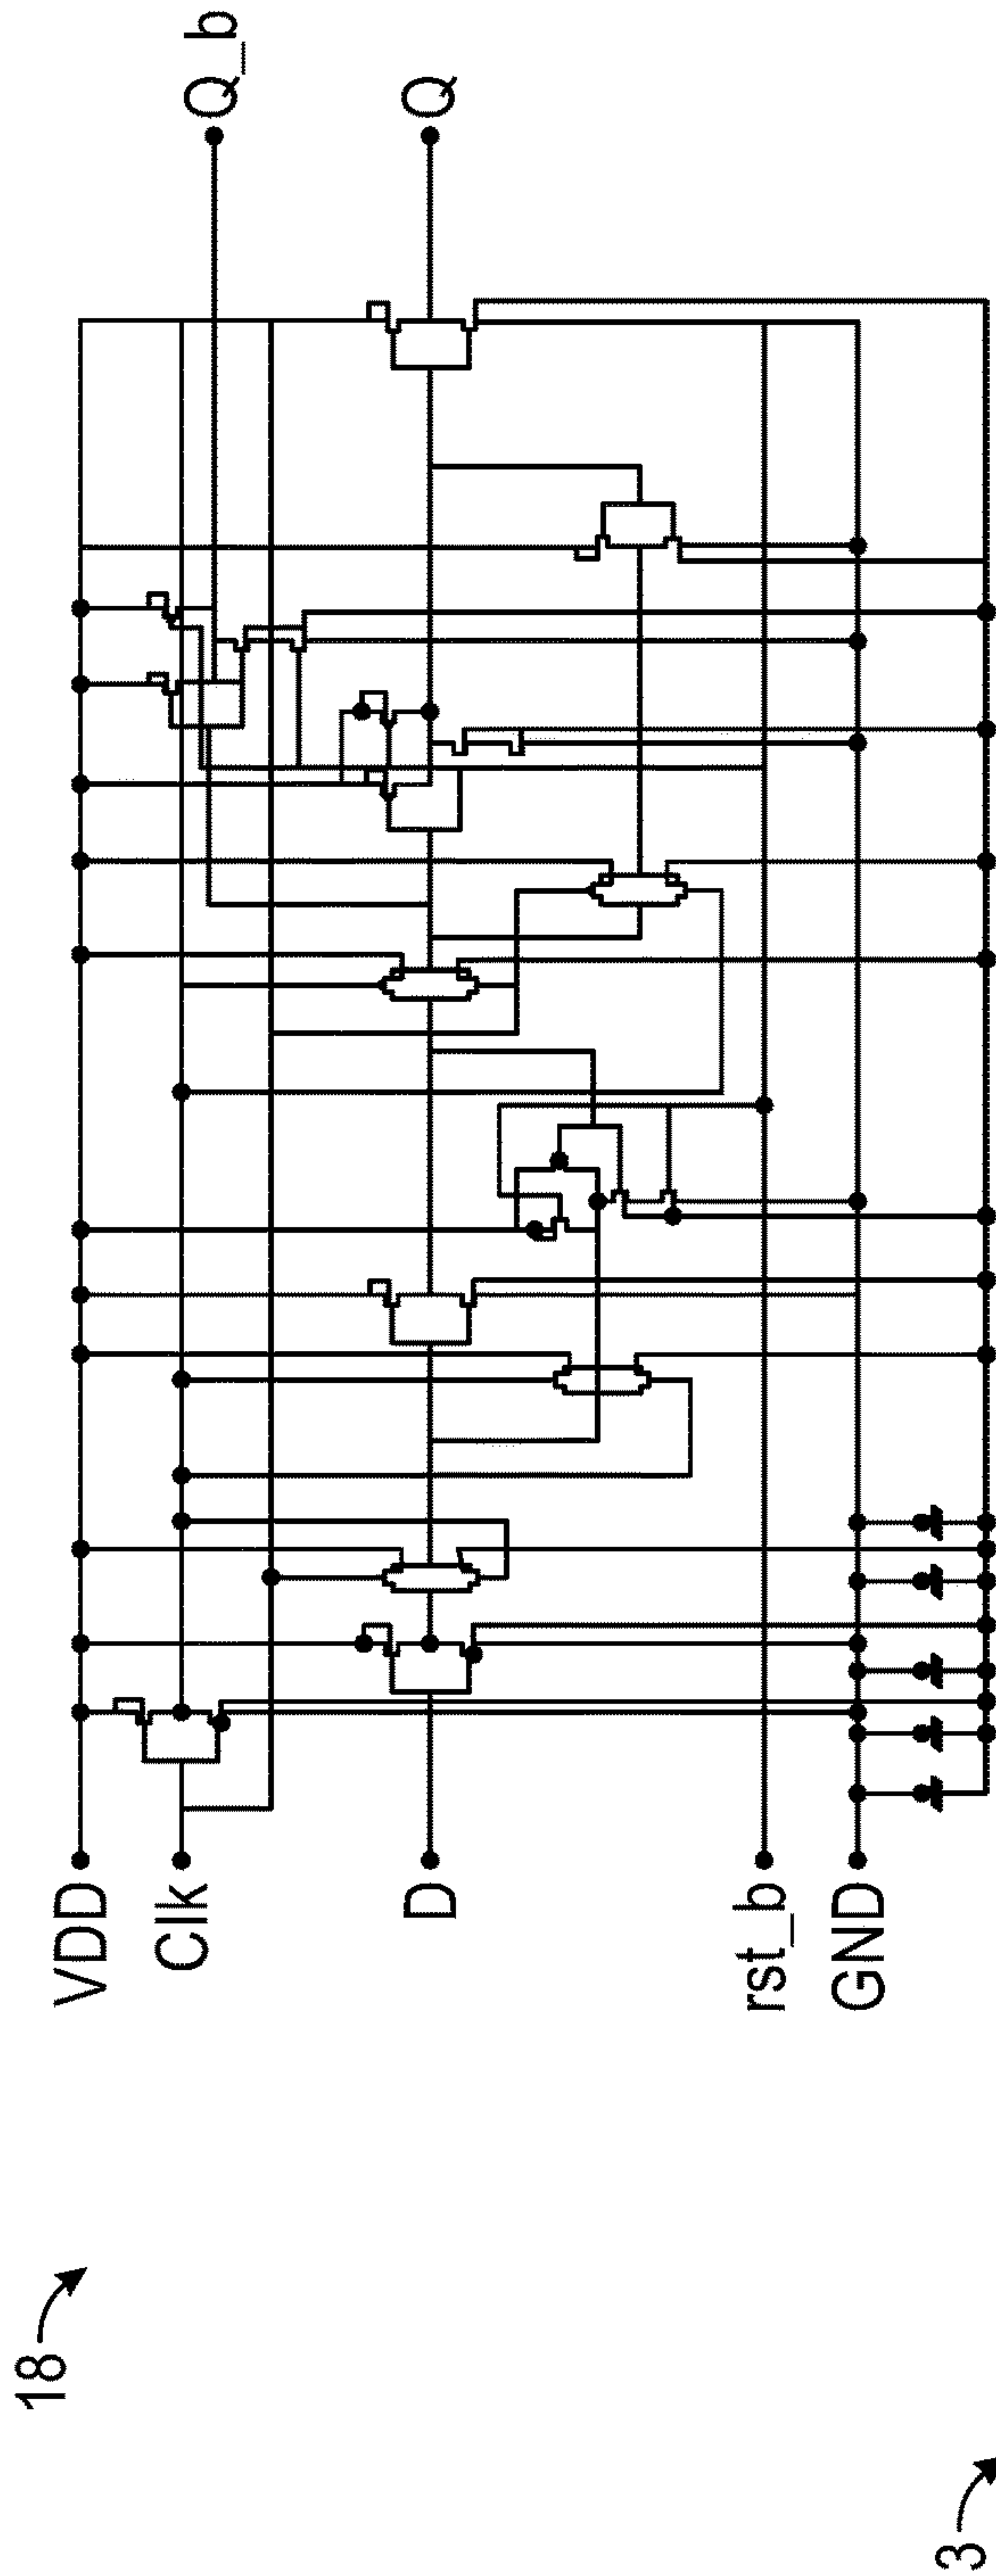 18
VDD
Clk
D
rst_b
GND
Q_b
Q
3